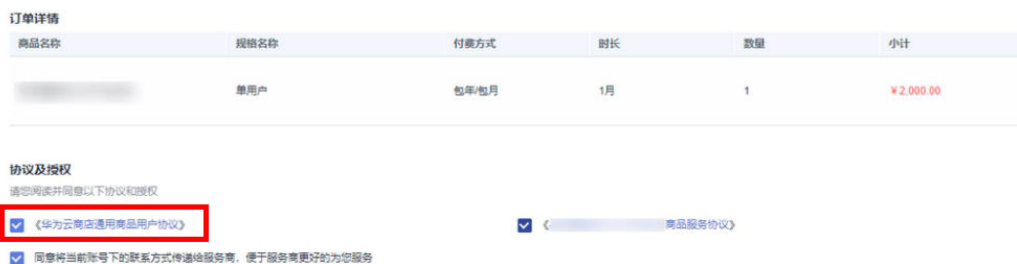 订单详情
商品名称 规格名称 付费方式 时长 数量 小计
单用户 包年/包月 1月 1 ￥2,000.00
协议及授权
请您阅读并同意以下协议和授权
《华为云商店通用商品用户协议》 《 商品服务协议》
同意将当前账号下的联系方式传递给服务商，便于服务商更好的为您服务